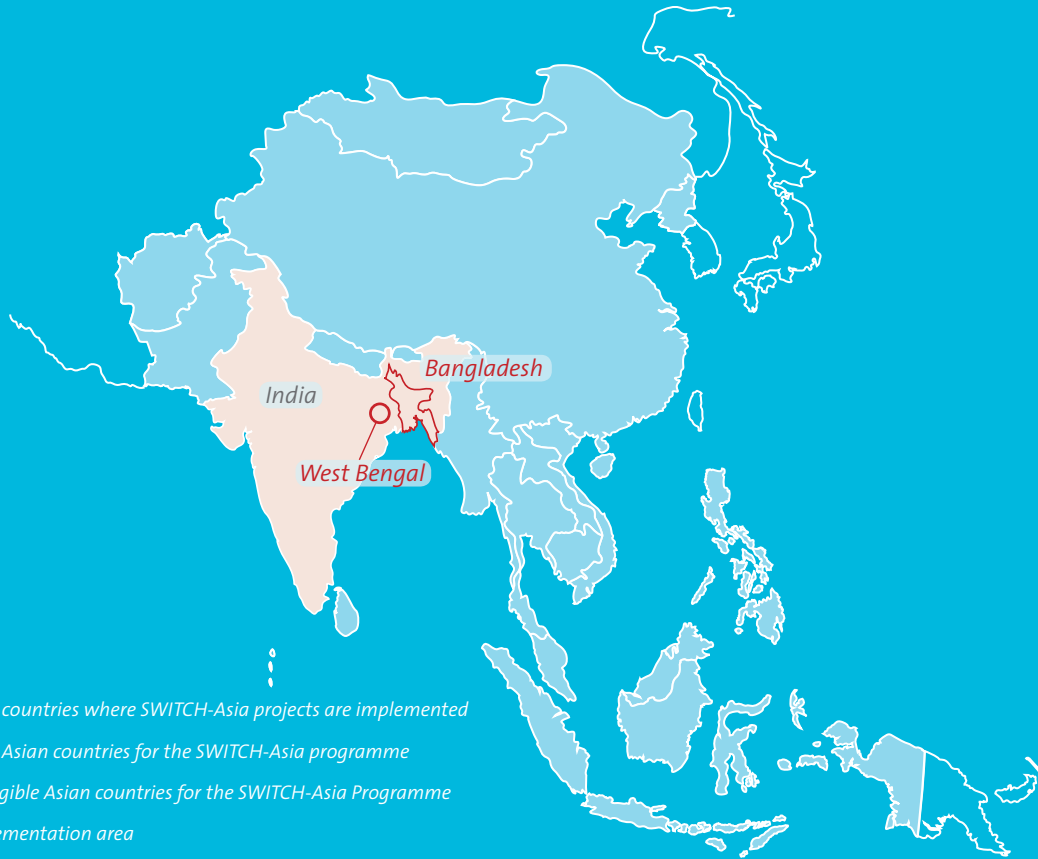 Bangladesh
India
West Bengal
countries where SWITCH-Asia projects are implemented
Asian countries for the SWITCH-Asia programme
gible Asian countries for the SWITCH-Asia Programme
ementation area